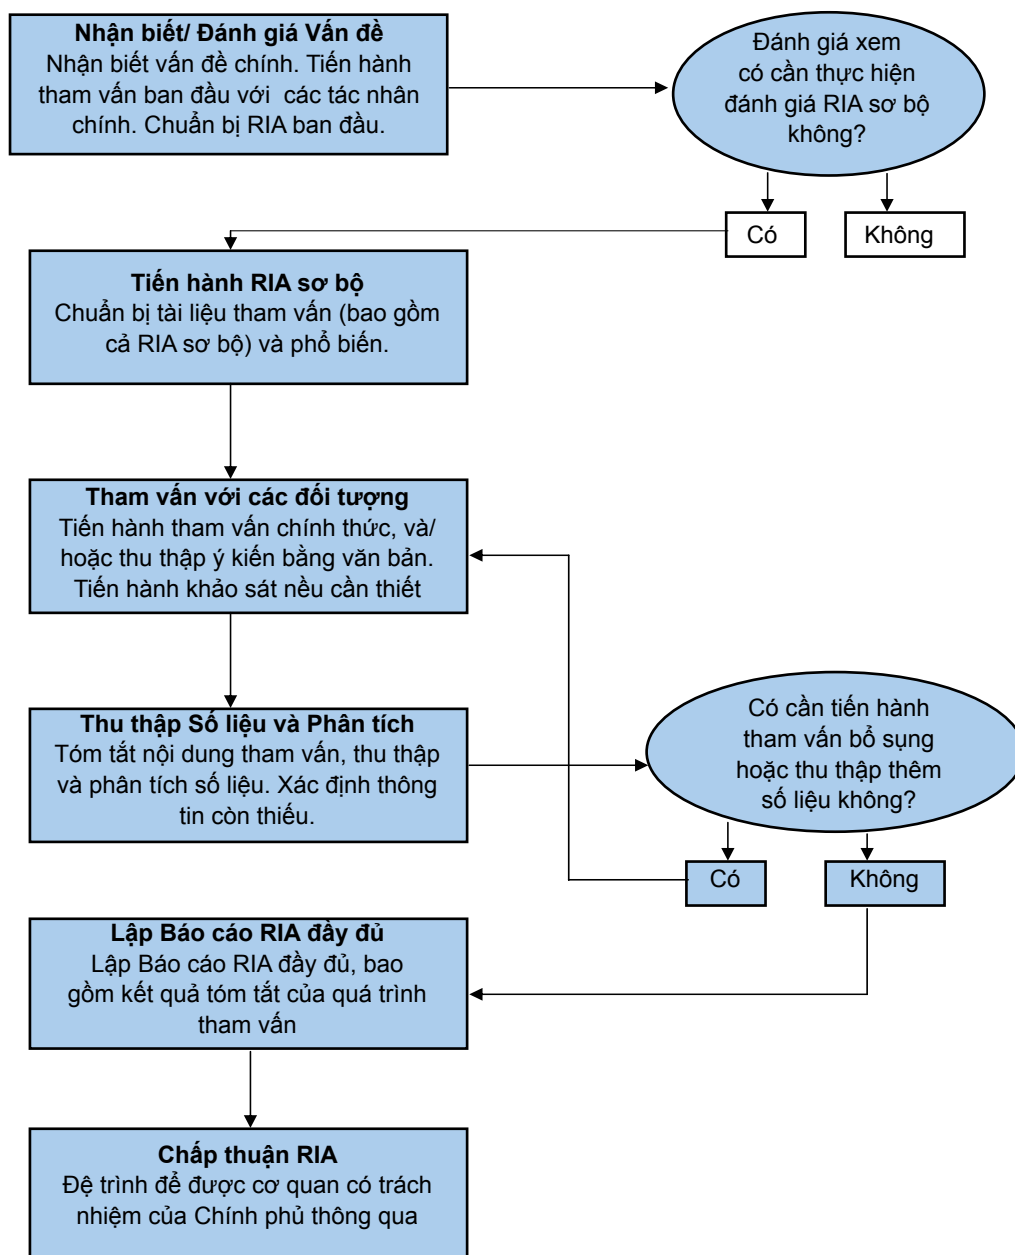 Nhận biết/ Đánh giá Vấn đề
Nhận biết vấn đề chính. Tiến hành
tham vấn ban đầu với các tác nhân
chính. Chuẩn bị RIA ban đầu.
Đánh giá xem
có cần thực hiện
đánh giá RIA sơ bộ
không?
Có
Không
Tiến hành RIA sơ bộ
Chuẩn bị tài liệu tham vấn (bao gồm
cả RIA sơ bộ) và phổ biến.
Tham vấn với các đối tượng
Tiến hành tham vấn chính thức, và/
hoặc thu thập ý kiến bằng văn bản.
Tiến hành khảo sát nều cần thiết
Thu thập Số liệu và Phân tích
Tóm tắt nội dung tham vấn, thu thập
và phân tích số liệu. Xác định thông
tin còn thiếu.
Có cần tiến hành
tham vấn bổ sụng
hoặc thu thập thêm
số liệu không?
Có
Không
Lập Báo cáo RIA đầy đủ
Lập Báo cáo RIA đầy đủ, bao
gồm kết quả tóm tắt của quá trình
tham vấn
Chấp thuận RIA
Đệ trình để được cơ quan có trách
nhiệm của Chính phủ thông qua